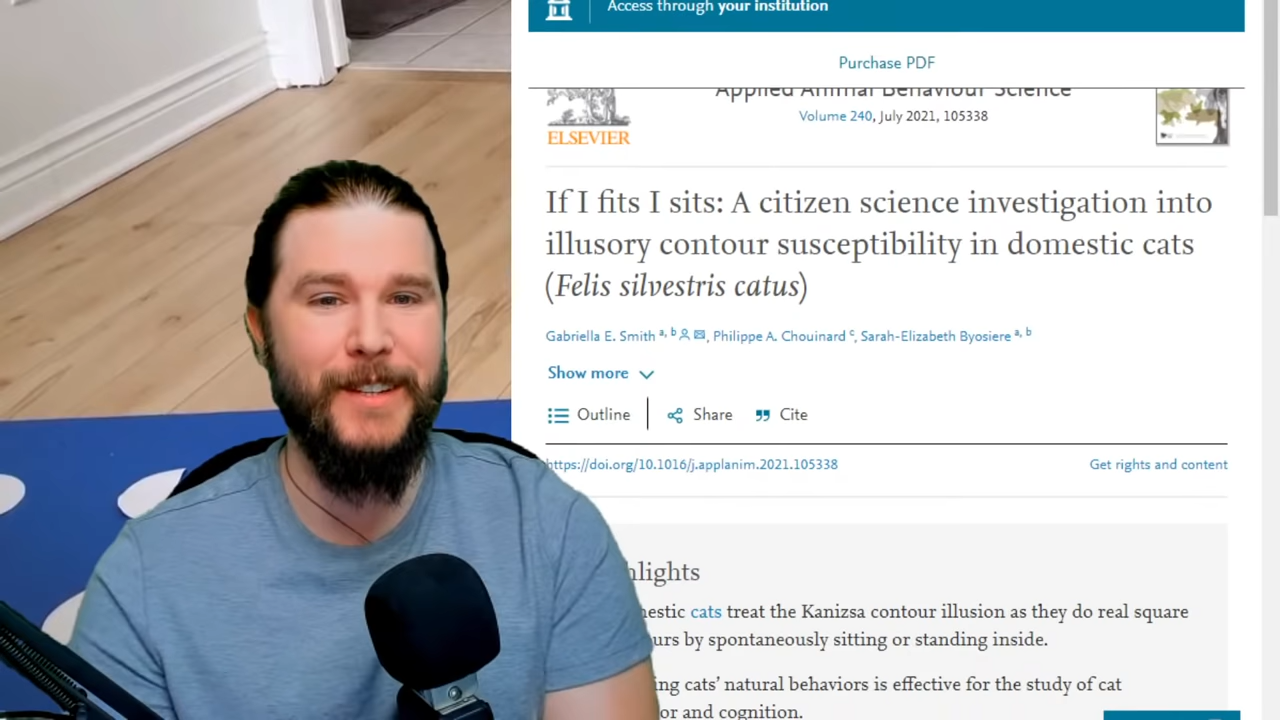 Access through your institution
Purchase PDF
Applied Animal Behaviour Science
ELSEVIER
Volume 240, July 2021, 105338
If I fits I sits: A citizen science investigation into
illusory contour susceptibility in domestic cats
(Felis silvestris catus)
Gabriella E. Smith a, b, Philippe A. Chouinard c, Sarah-Elizabeth Byosiere a, b
Show more
Outline
Share
Cite
https://doi.org/10.1016/j.applanim.2021.105338
Get rights and content
hlights
nestic cats treat the Kanizsa contour illusion as they do real square
urs by spontaneously sitting or standing inside.
ing cats’ natural behaviors is effective for the study of cat
or and cognition.